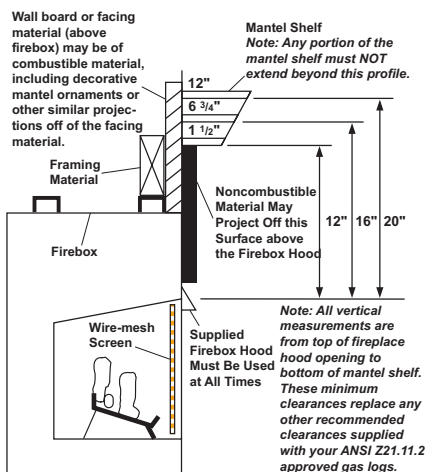 Wall board or facing
material (above
firebox) may be of
combustible material,
including decorative
mantel ornaments or
other similar projec-
tions off of the facing
material.
Mantel Shelf
Note: Any portion of the
mantel shelf must NOT
extend beyond this profile.
12"
6 3/4"
1 1/2"
Framing
Material
Noncombustible
Material May
Project Off this
Surface above
the Firebox Hood
12" 16" 20"
Firebox
Wire-mesh
Screen
Supplied
Firebox Hood
Must Be Used
at All Times
Note: All vertical
measurements are
from top of fireplace
hood opening to
bottom of mantel shelf.
These minimum
clearances replace any
other recommended
clearances supplied
with your ANSI Z21.11.2
approved gas logs.